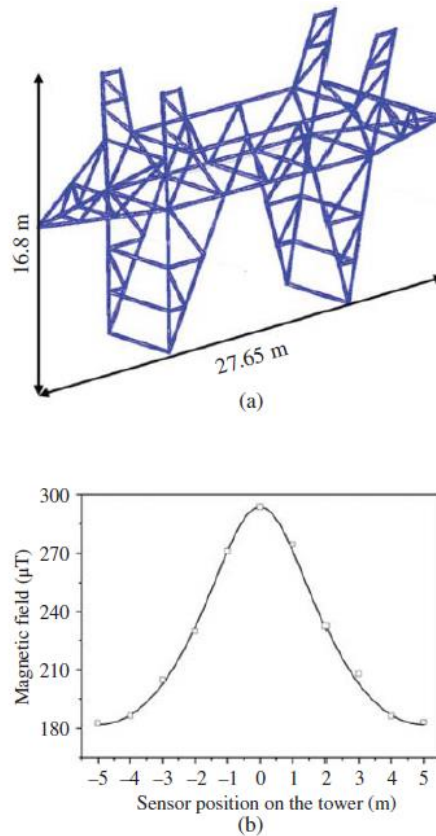 16.8 m
27.65 m
(a)
300
270
240
210
180
Magnetic field (μT)
−5 −4 −3 −2 −1 0 1 2 3 4 5
Sensor position on the tower (m)
(b)